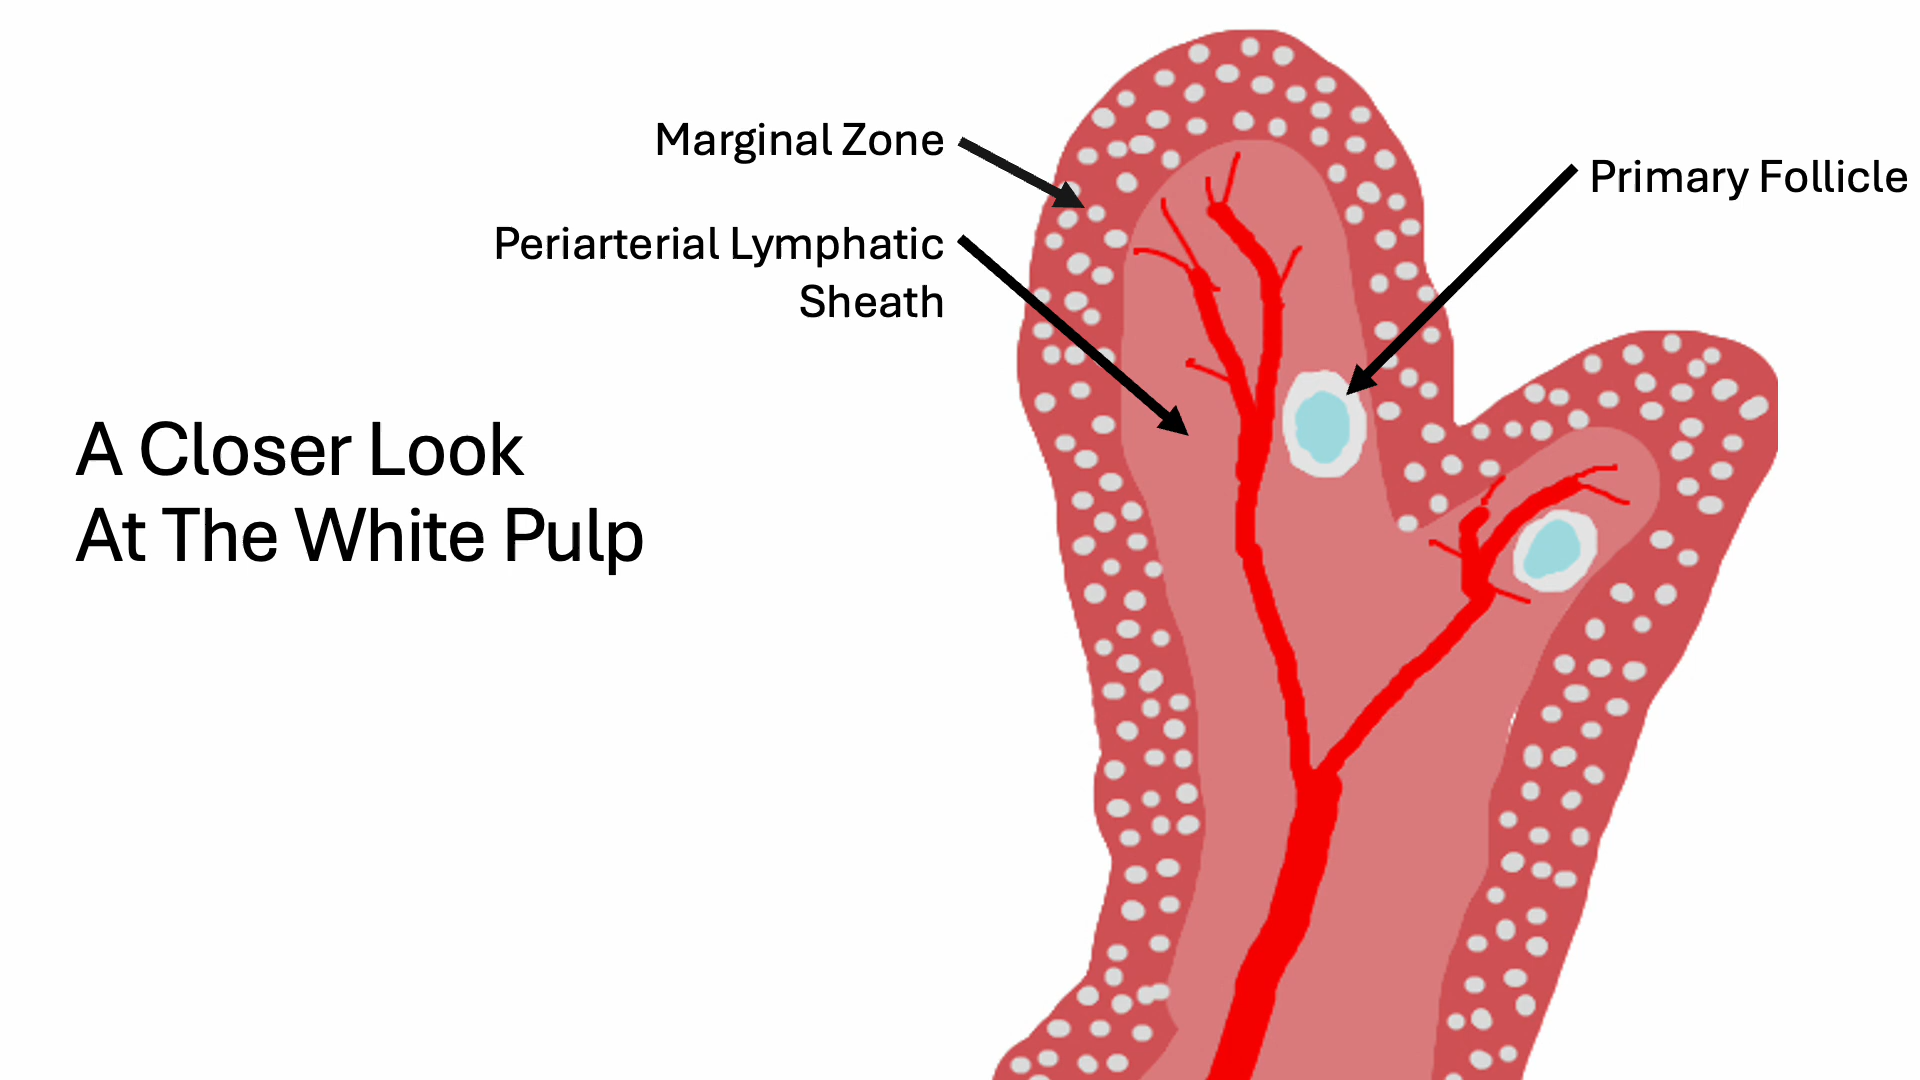 Marginal Zone
Primary Follicle
Periarterial Lymphatic
Sheath
A Closer Look
At The White Pulp